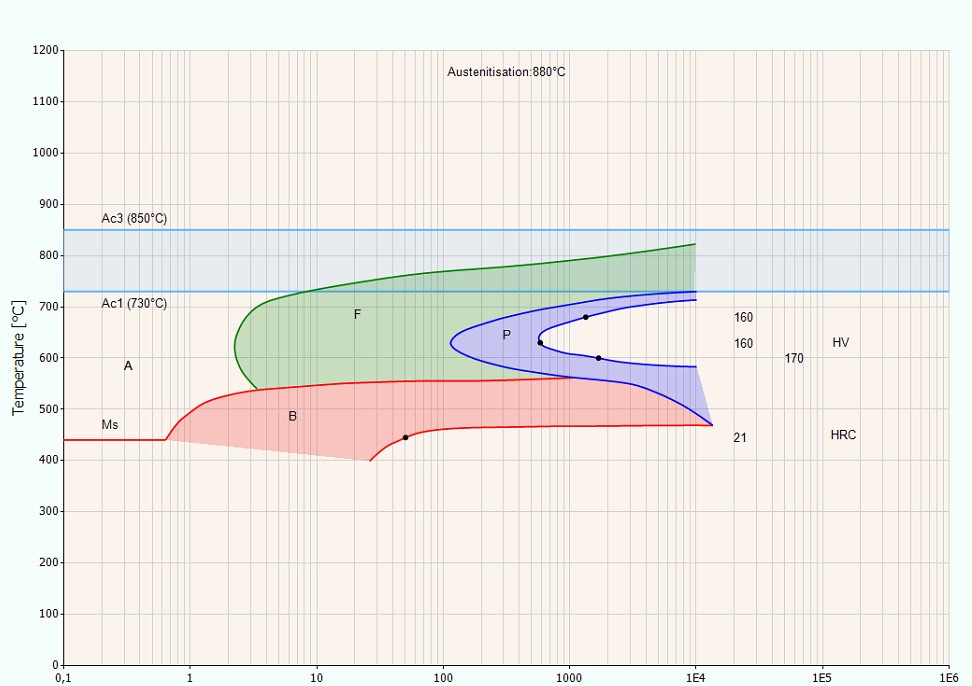 1200
Austenitisation:880°C
1100
1000
900
Ac3 (850°C)
800
700
Ac1 (730°C)
F
160
P
160
HV
600
170
A
Temperature [°C]
500
B
Ms
21
HRC
400
300
200
100
0
0,1 1 10 100 1000 1E4 1E5 1E6